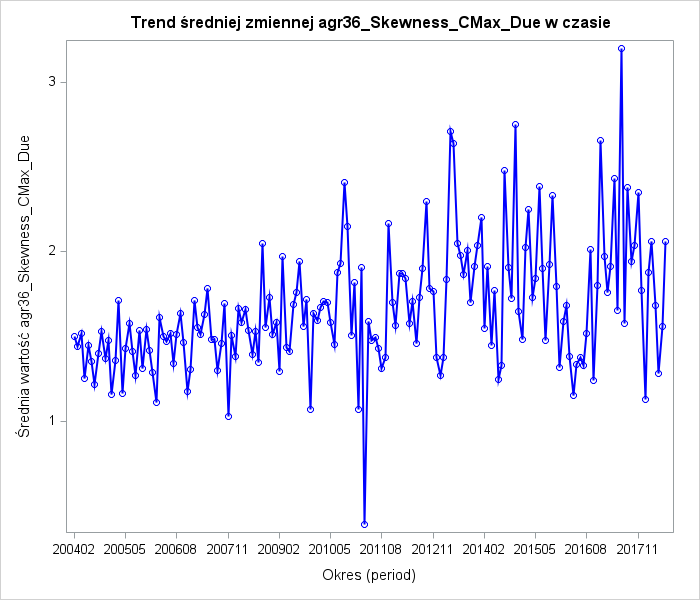 Trend średniej zmiennej agr36_Skewness_CMax_Due w czasie
Średnia wartość agr36_Skewness_CMax_Due
3
2
1
200402 200505 200608 200711 200902 201005 201108 201211 201402 201505 201608 201711
Okres (period)